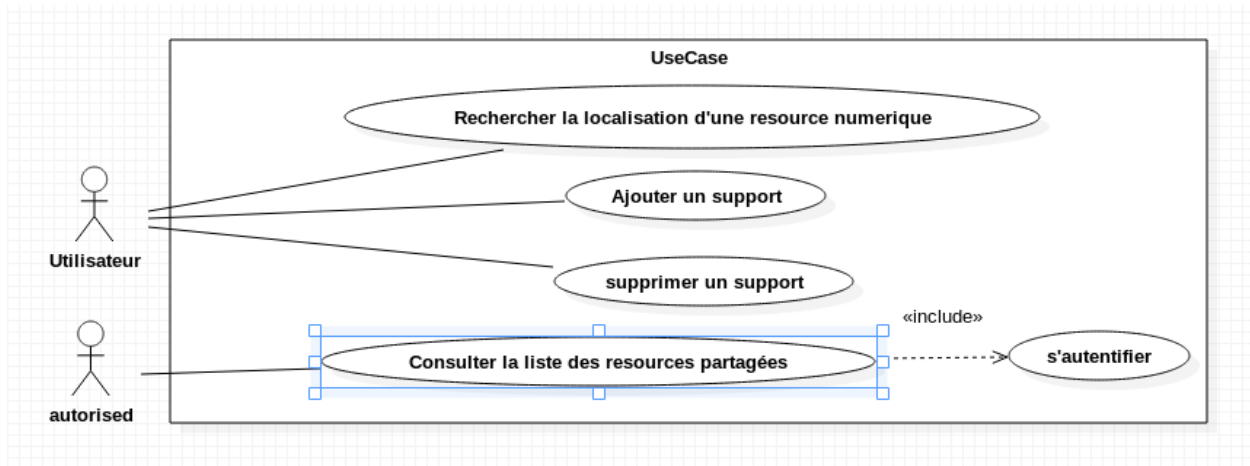 UseCase
Rechercher la localisation d'une resource numerique
Ajouter un support
Utilisateur
supprimer un support
«include»
Consulter la liste des resources partagées
s'autentifier
autorised